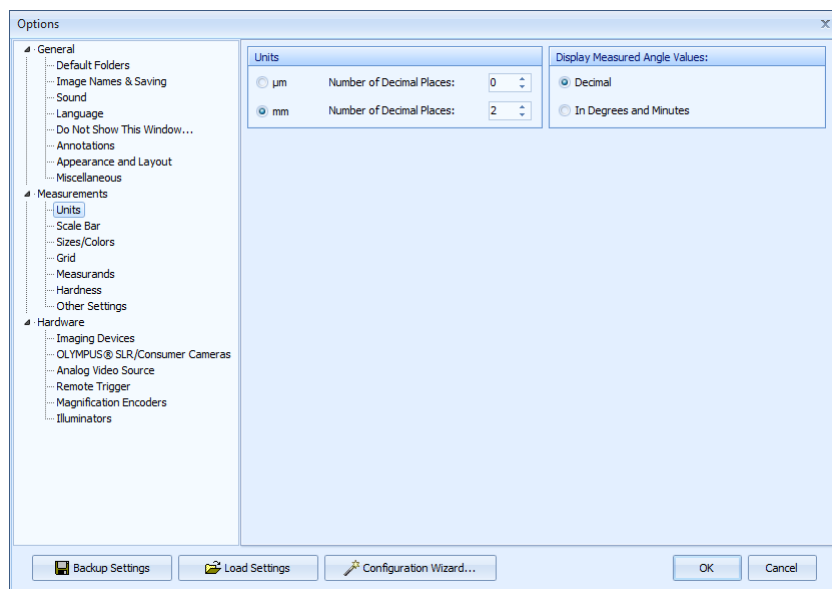 Options
x
General
Default Folders
Image Names & Saving
Sound
Language
Do Not Show This Window...
Annotations
Appearance and Layout
Miscellaneous
Measurements
Units
Scale Bar
Sizes/Colors
Grid
Measurands
Hardness
Other Settings
Hardware
Imaging Devices
OLYMPUS® SLR/Consumer Cameras
Analog Video Source
Remote Trigger
Magnification Encoders
Illuminators
Units
µm Number of Decimal Places: 0
mm Number of Decimal Places: 2
Display Measured Angle Values:
Decimal
In Degrees and Minutes
Backup Settings
Load Settings
Configuration Wizard...
OK
Cancel